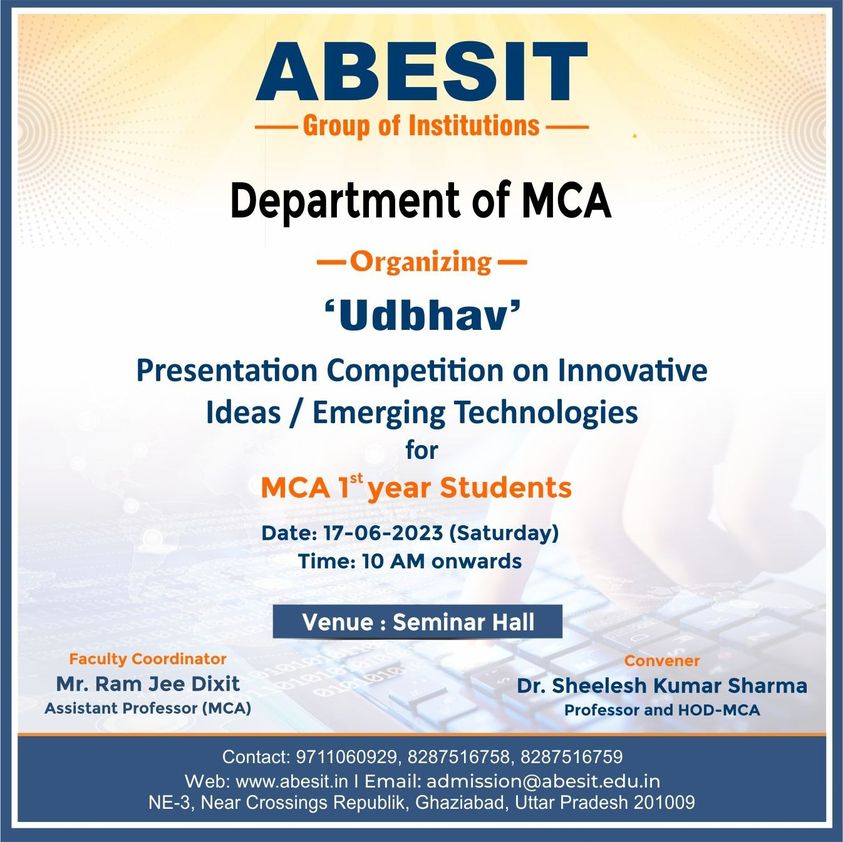 ABESIT
Group of Institutions
Department of MCA
Organizing
‘Udbhav’
Presentation Competition on Innovative
Ideas / Emerging Technologies
for
MCA 1st year Students
Date: 17-06-2023 (Saturday)
Time: 10 AM onwards
Venue : Seminar Hall
Faculty Coordinator
Mr. Ram Jee Dixit
Assistant Professor (MCA)
Convener
Dr. Sheelesh Kumar Sharma
Professor and HOD-MCA
Contact: 9711060929, 8287516758, 8287516759
Web: www.abesit.in l Email: admission@abesit.edu.in
NE-3, Near Crossings Republik, Ghaziabad, Uttar Pradesh 201009